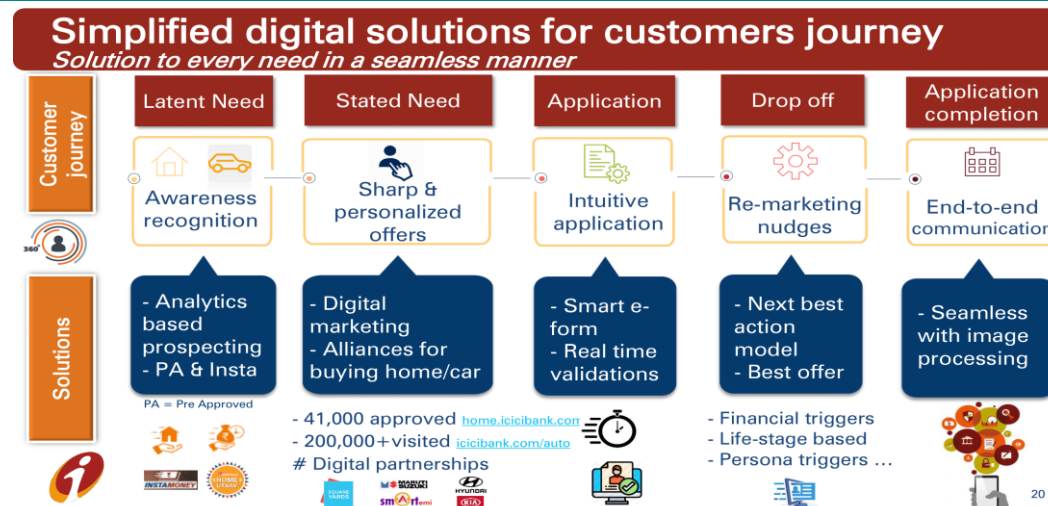 Simplified digital solutions for customers journey
Solution to every need in a seamless manner
Customer
journey
Latent Need
Stated Need
Application
Drop off
Application
completion
Awareness
recognition
Sharp &
personalized
offers
Intuitive
application
Re-marketing
nudges
End-to-end
communication
360°
Solutions
- Analytics
based
prospecting
- PA & Insta
- Digital
marketing
- Alliances for
buying home/car
- Smart e-
form
- Real time
validations
- Next best
action
model
- Best offer
- Seamless
with image
processing
PA = Pre Approved
- 41,000 approved home.icicibank.com
- 200,000+visited icicibank.com/auto
# Digital partnerships
- Financial triggers
- Life-stage based
- Persona triggers ...
INSTAMONEY
HOME
UTSAV
SQUARE
YARDS
MARUTI
SUZUKI
smArtemi
HYUNDAI
KIA
20